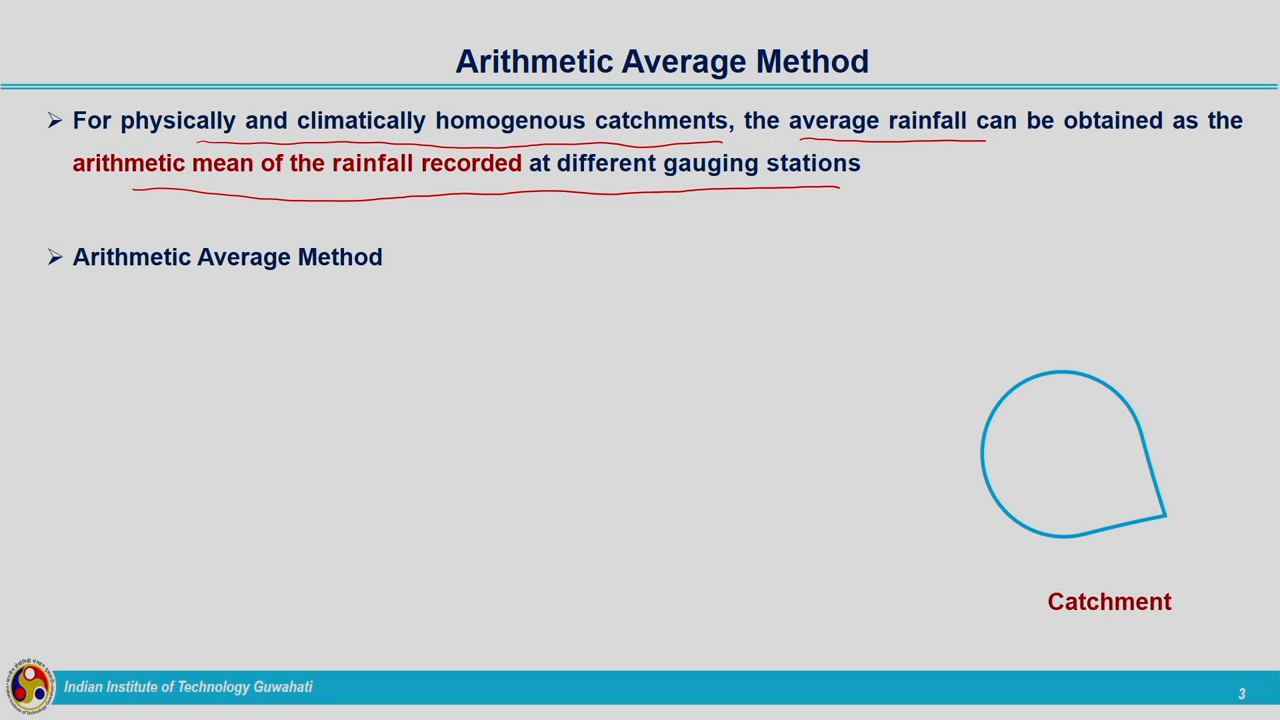 Arithmetic Average Method
➢ For physically and climatically homogenous catchments, the average rainfall can be obtained as the
arithmetic mean of the rainfall recorded at different gauging stations
➢ Arithmetic Average Method
Catchment
Indian Institute of Technology Guwahati
3